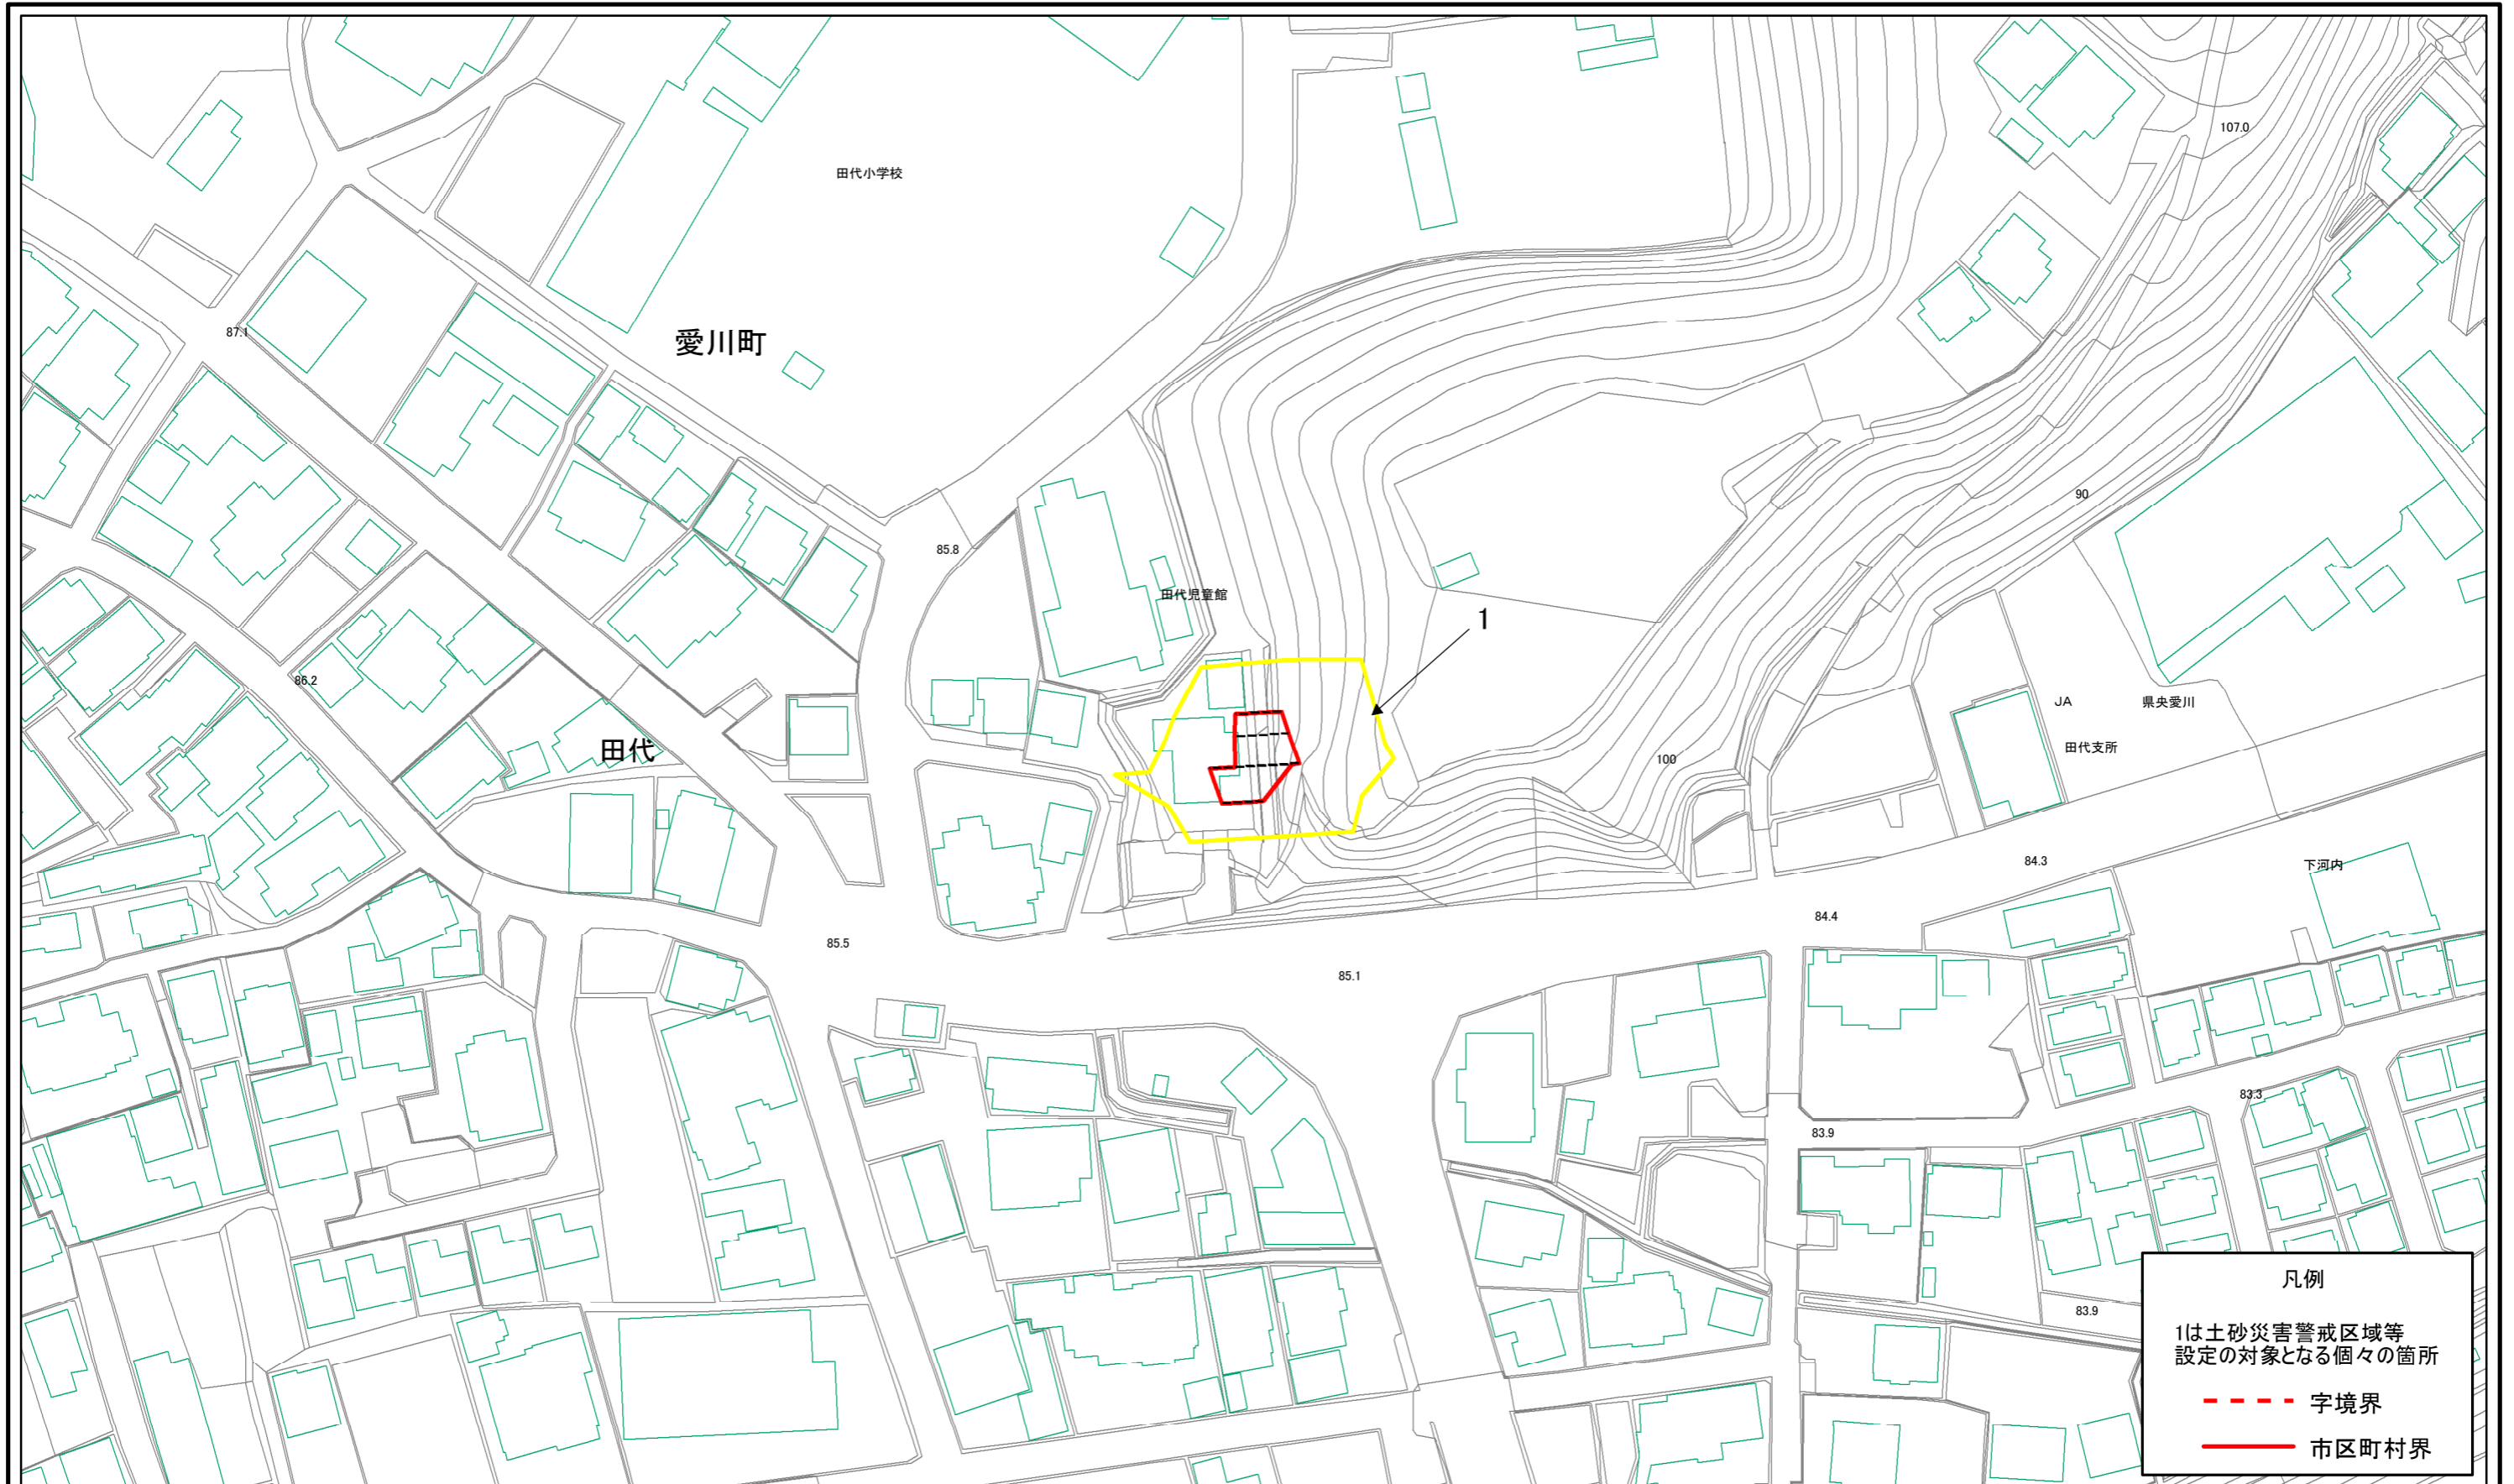 107.0
田代小学校
87.1
愛川町
90
85.8
田代児童館
1
86.2
JA 県央愛川
田代
田代支所
100
84.3
下河内
84.4
85.5
85.1
83.3
83.9
凡例
83.9
1は土砂災害警戒区域等
設定の対象となる個々の箇所
字境界
市区町村界